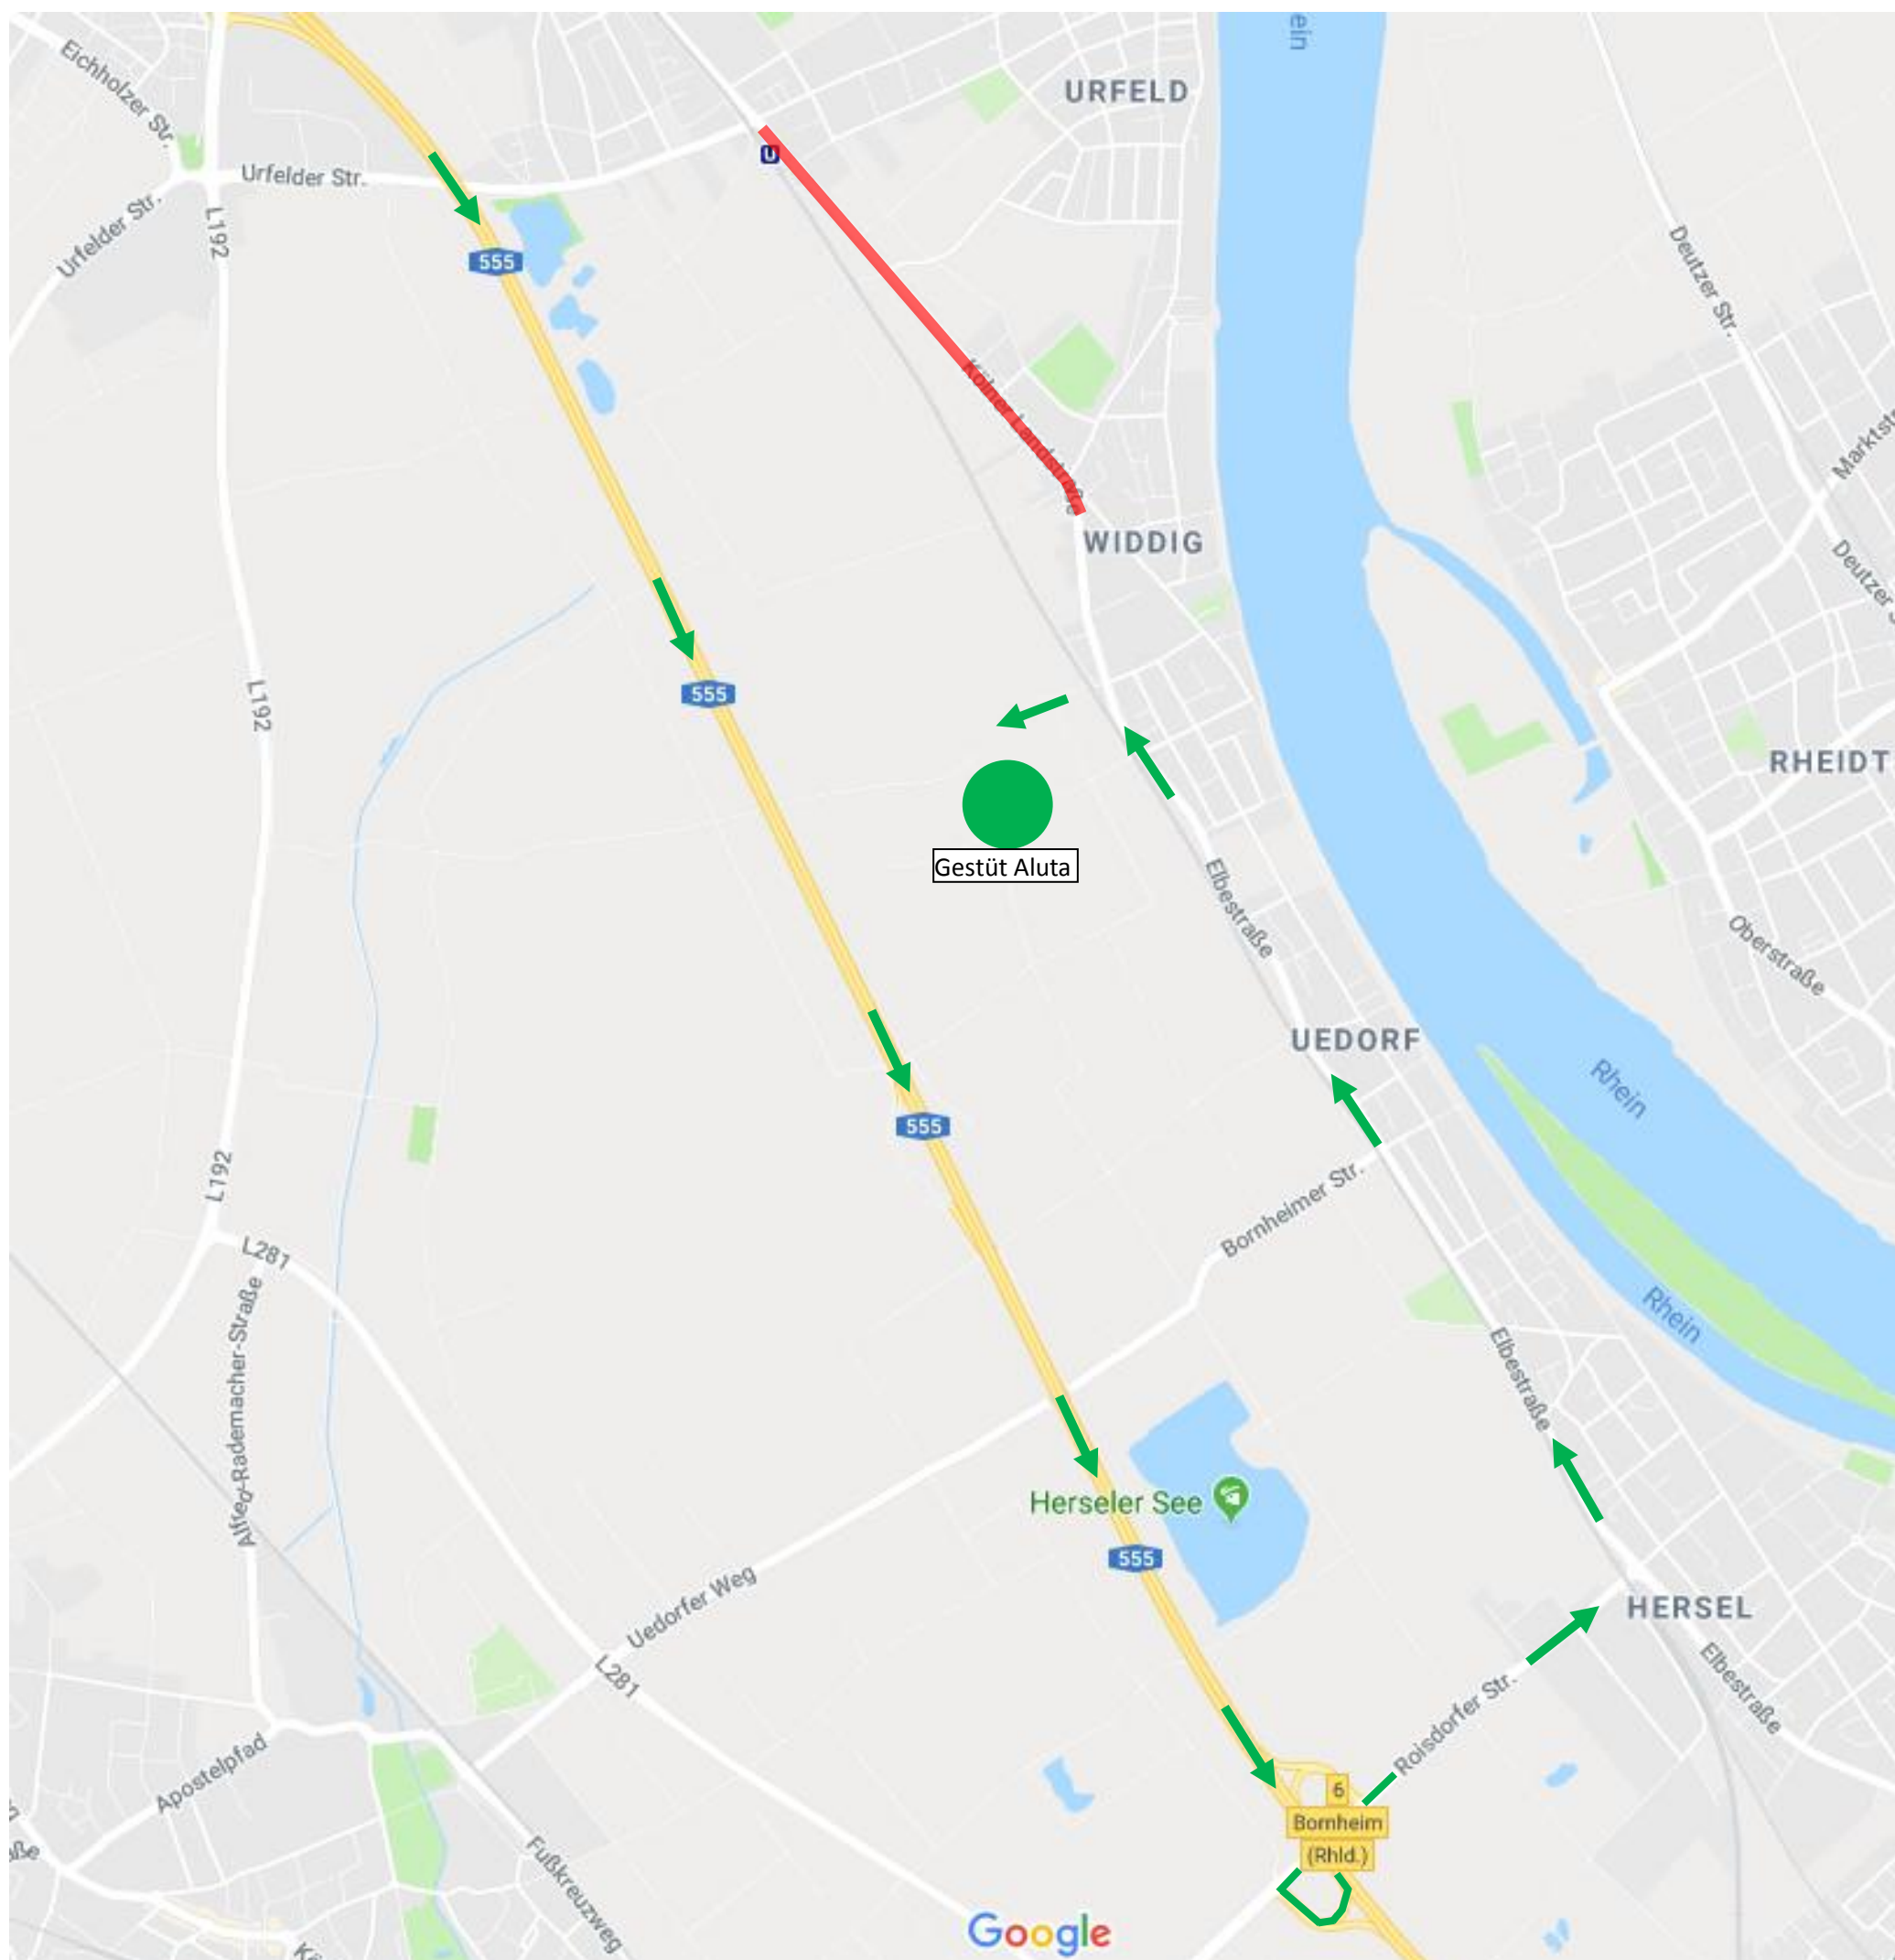 ein
Eichholzer Str.
URFELD
U
Urfelder Str.
Urfelder Str.
L192
555
Deutzer Str.
Kölner Landstraße
Marktst
WIDDIG
Deutzer S
L192
555
RHEIDT
Gestüt Aluta
Elbestraße
Oberstraße
UEDORF
Rhein
555
L192
Bornheimer Str.
L281
Rhein
Alfred-Rademacher-Straße
Elbestraße
Herseler See
555
Uedorfer Weg
HERSEL
L281
Elbestraße
Roisdorfer Str.
Apostelpfad
6
Bornheim
(Rhld.)
Fußkreuzweg
Google